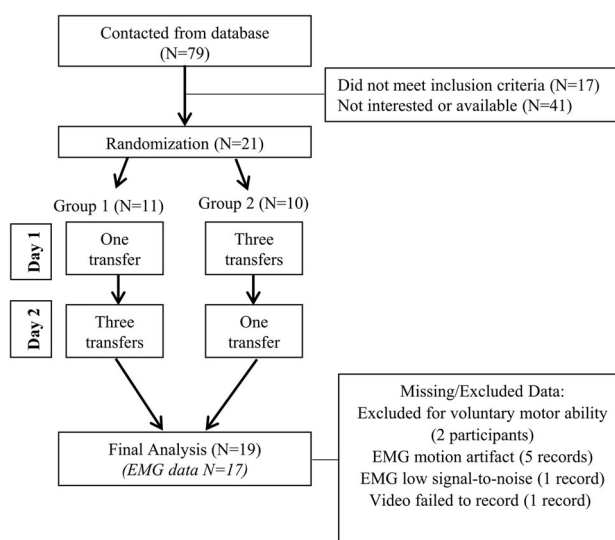 Contacted from database
(N=79)
Did not meet inclusion criteria (N=17)
Not interested or available (N=41)
Randomization (N=21)
Group 1 (N=11)
Group 2 (N=10)
Day 1
One
transfer
Three
transfers
Day 2
Three
transfers
One
transfer
Final Analysis (N=19)
(EMG data N=17)
Missing/Excluded Data:
Excluded for voluntary motor ability
(2 participants)
EMG motion artifact (5 records)
EMG low signal-to-noise (1 record)
Video failed to record (1 record)